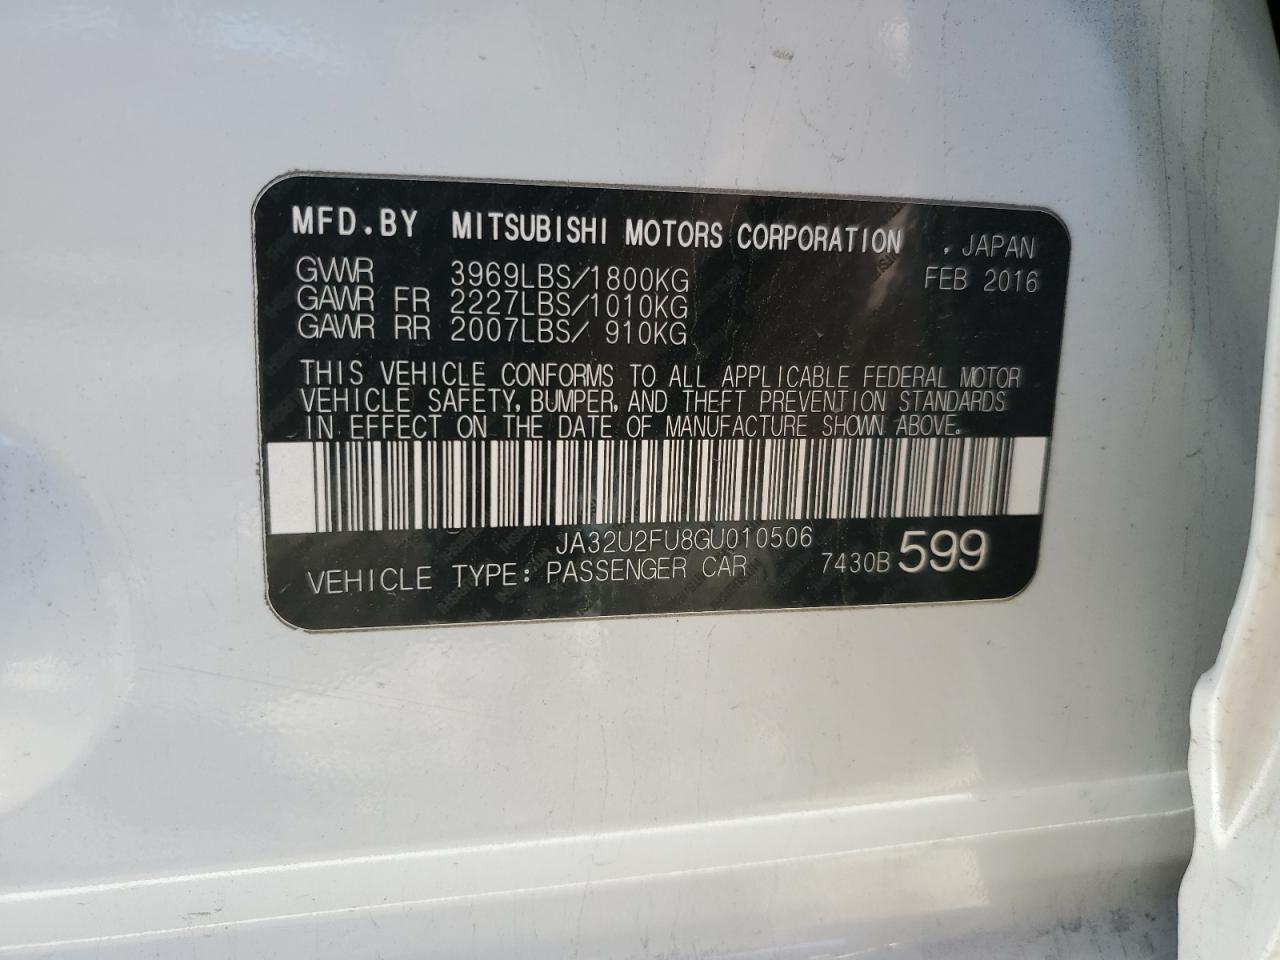 MFD.BY MITSUBISHI MOTORS CORPORATION , JAPAN
GVWR 3969LBS/1800KG FEB 2016
GAWR FR 2227LBS/1010KG
GAWR RR 2007LBS/ 910KG
THIS VEHICLE CONFORMS TO ALL APPLICABLE FEDERAL MOTOR
VEHICLE SAFETY, BUMPER, AND THEFT PREVENTION STANDARDS
IN EFFECT ON THE DATE OF MANUFACTURE SHOWN ABOVE.
JA32U2FU8GU010506
VEHICLE TYPE: PASSENGER CAR 7430B 599